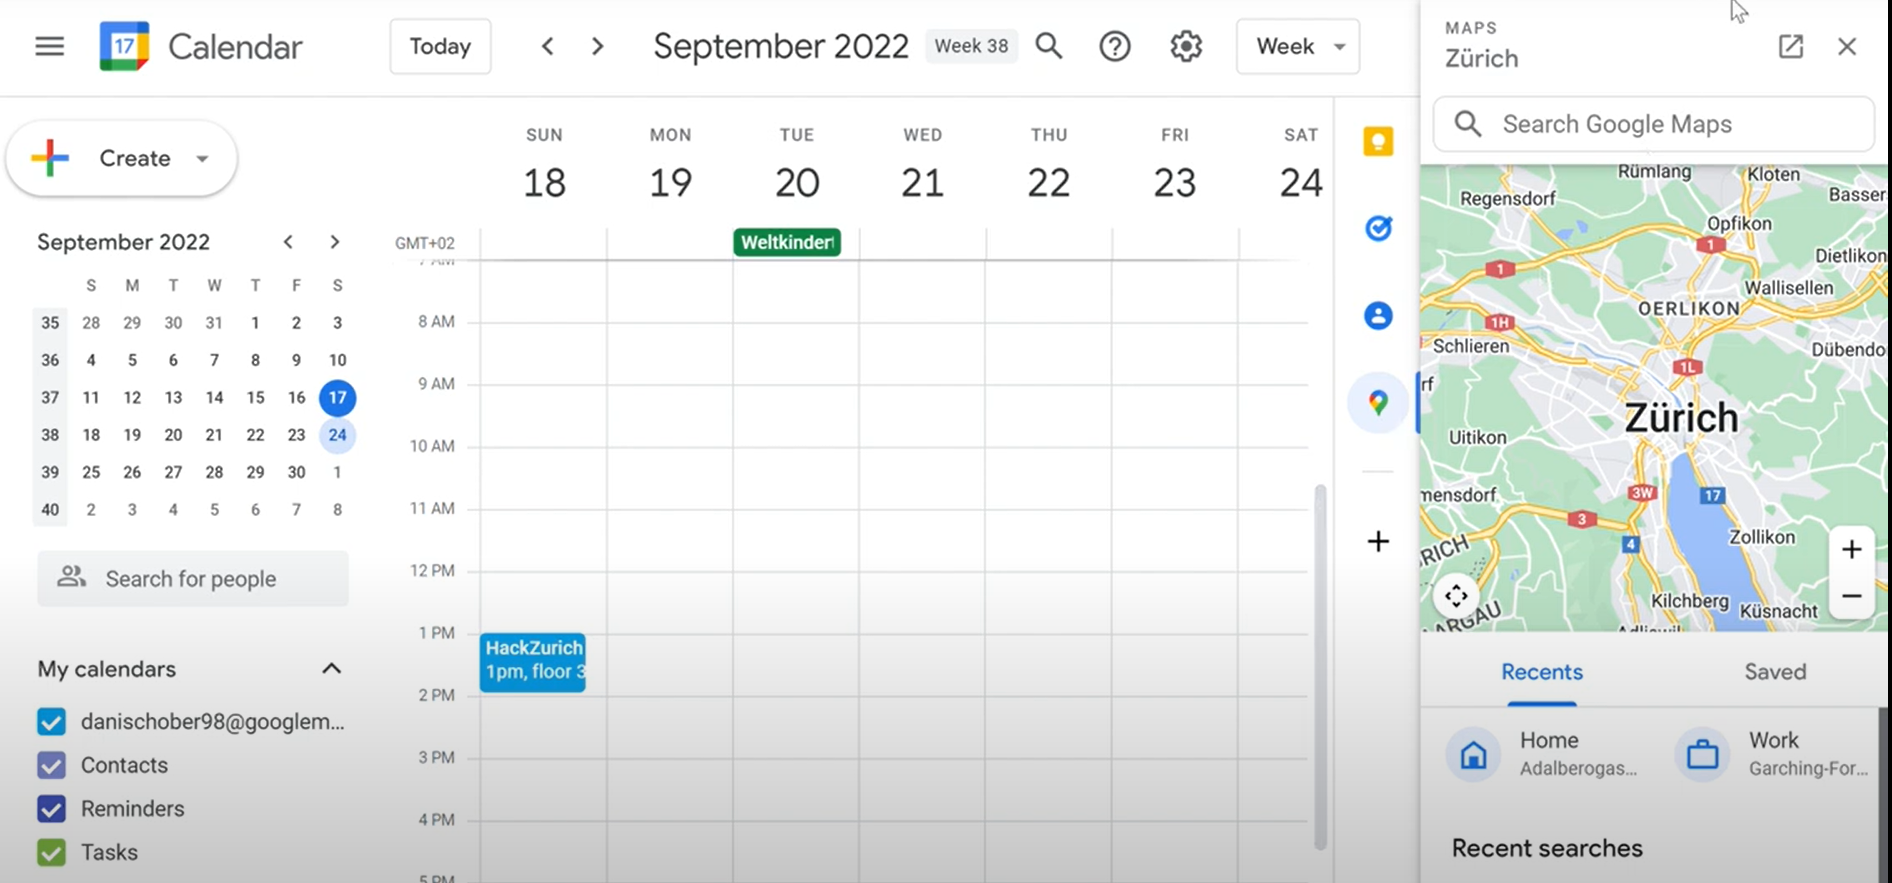 17 Calendar
Today
September 2022
Week 38
Week
MAPS
Zürich
Search Google Maps
Create
SUN MON TUE WED THU FRI SAT
18 19 20 21 22 23 24
GMT+02
Weltkinder
September 2022
S M T W T F S
35 28 29 30 31 1 2 3
36 4 5 6 7 8 9 10
37 11 12 13 14 15 16 17
38 18 19 20 21 22 23 24
39 25 26 27 28 29 30 1
40 2 3 4 5 6 7 8
Search for people
My calendars
danischober98@googlem...
Contacts
Reminders
Tasks
7 AM
8 AM
9 AM
10 AM
11 AM
12 PM
1 PM
HackZurich
1pm, floor 3
2 PM
3 PM
4 PM
5 PM
Rümlang
Kloten
Regensdorf
Basser
Opfikon
1
Dietlikon
1
Wallisellen
OERLIKON
1H
Schlieren
Dübendo
1L
rf
Zürich
Uitikon
mensdorf
3W
17
3
Zollikon
4
RICH
Kilchberg
Küsnacht
ARGAU
Adliswil
Recents
Saved
Home
Adalberogas...
Work
Garching-For...
Recent searches